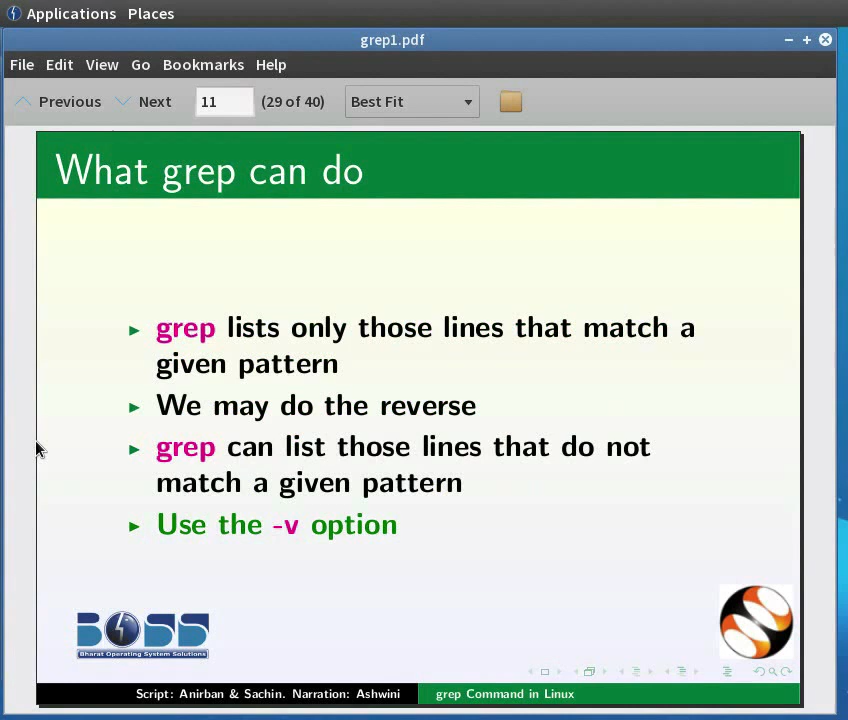 Applications Places
grep1.pdf
File Edit View Go Bookmarks Help
Previous Next 11 (29 of 40) Best Fit
What grep can do
grep lists only those lines that match a
given pattern
We may do the reverse
grep can list those lines that do not
match a given pattern
Use the -v option
BOSS
Bharat Operating System Solutions
Script: Anirban & Sachin. Narration: Ashwini grep Command in Linux